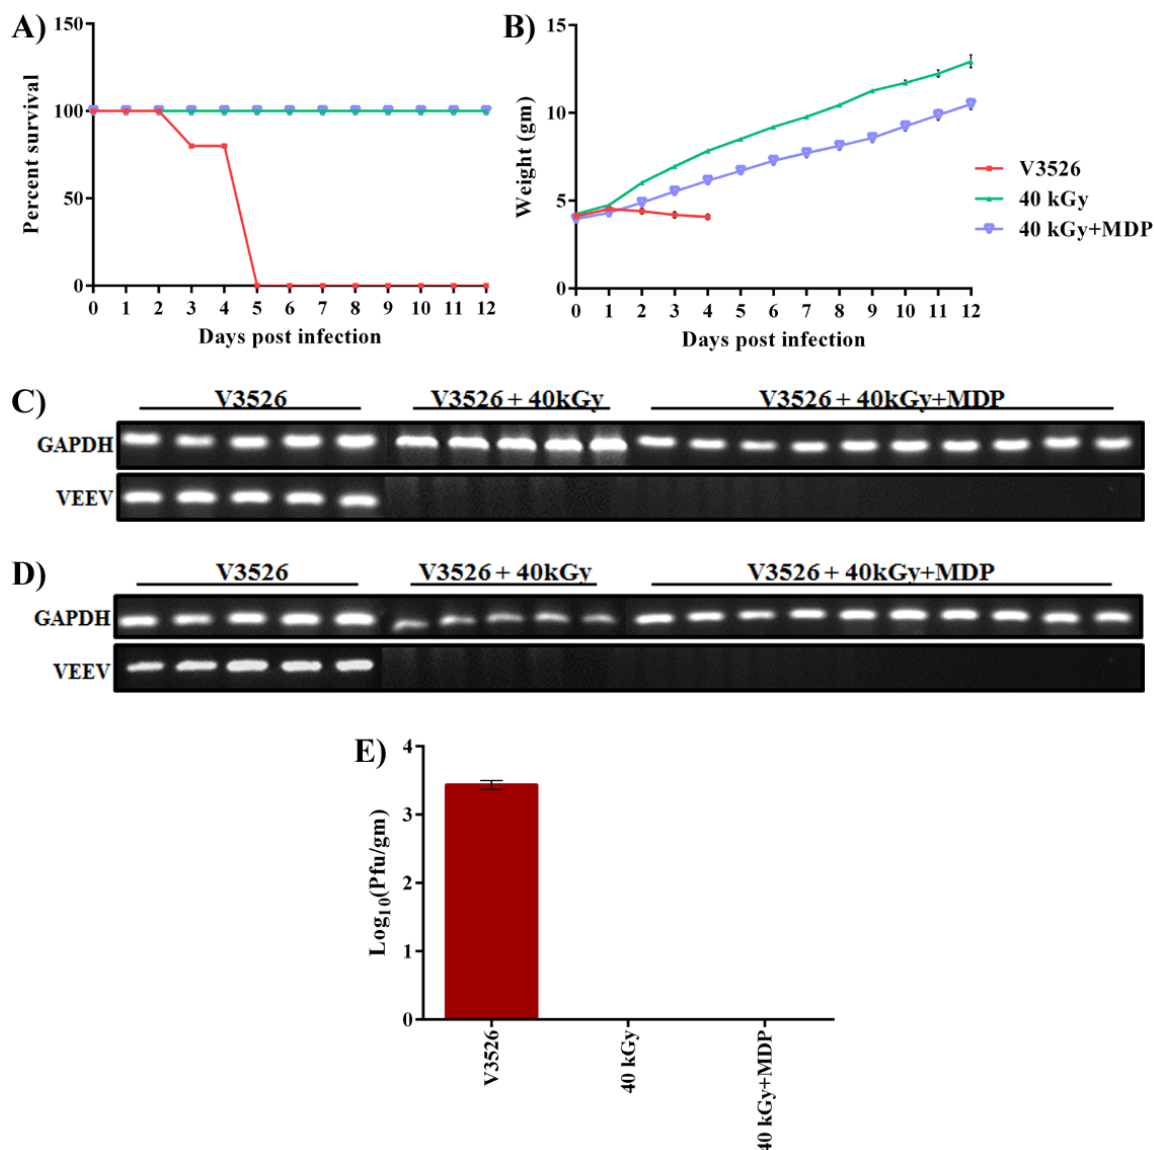 A)
Percent survival
150
100
50
0
0 1 2 3 4 5 6 7 8 9 10 11 12
Days post infection
B)
Weight (gm)
15
10
5
0
0 1 2 3 4 5 6 7 8 9 10 11 12
Days post infection
V3526
40 kGy
40 kGy+MDP
C)
V3526 V3526 + 40kGy V3526 + 40kGy+MDP
GAPDH
VEEV
D)
V3526 V3526 + 40kGy V3526 + 40kGy+MDP
GAPDH
VEEV
E)
Log10(Pfu/gm)
4
3
2
1
0
V3526
40 kGy
40 kGy+MDP